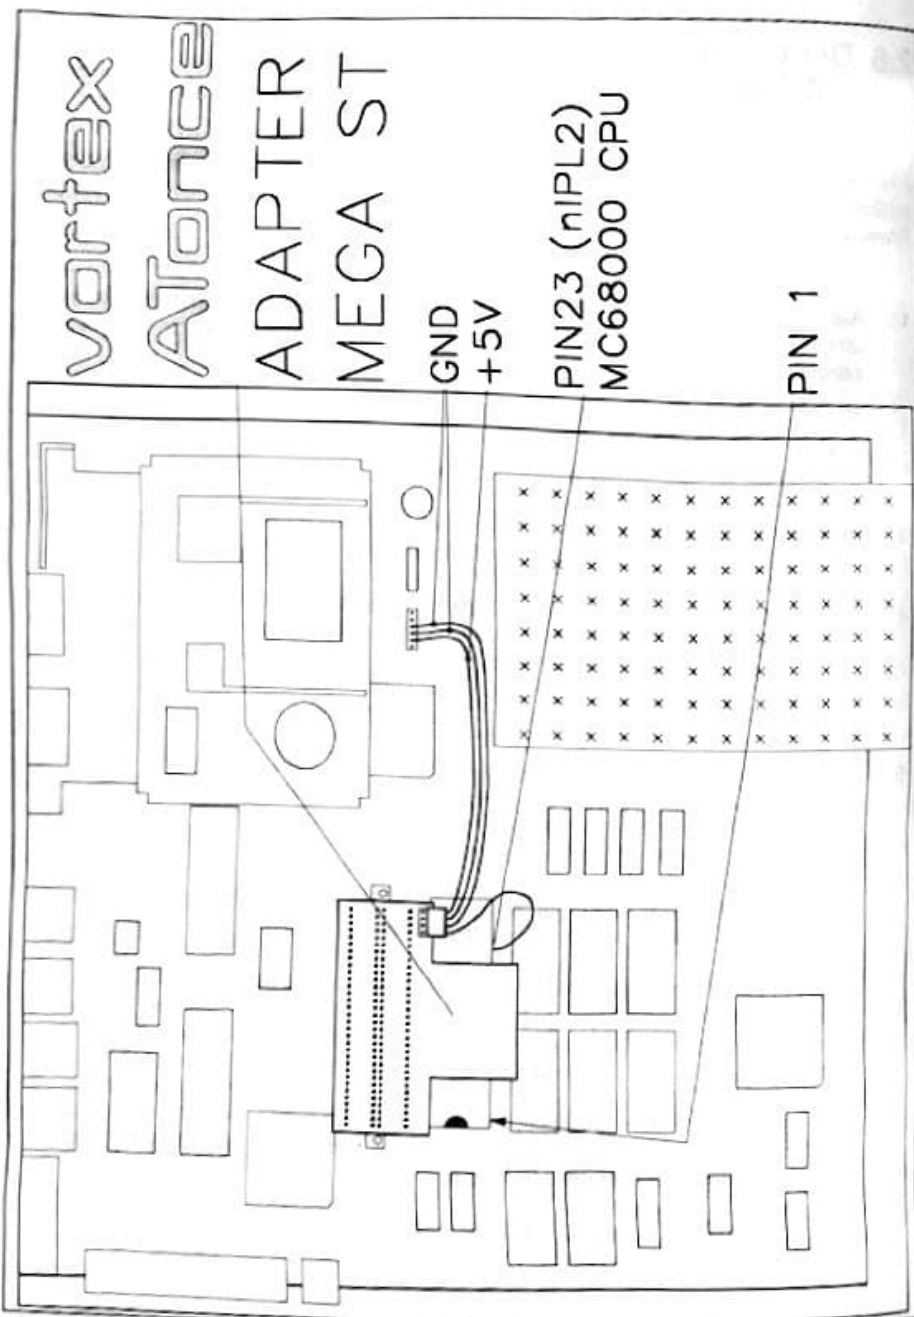 vortex
ATonce
ADAPTER
MEGA ST
GND
+5V
PIN23 (nIPL2)
MC68000 CPU
PIN 1